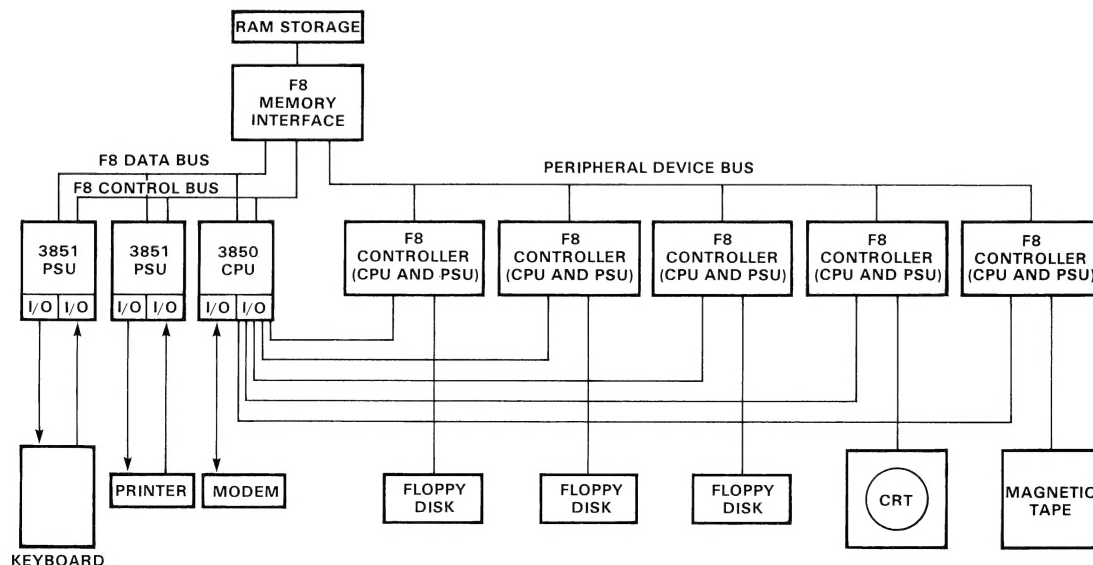 RAM STORAGE
F8
MEMORY
INTERFACE
F8 DATA BUS
F8 CONTROL BUS
PERIPHERAL DEVICE BUS
3851
PSU
I/O I/O
3851
PSU
I/O I/O
3850
CPU
I/O I/O
F8
CONTROLLER
(CPU AND PSU)
F8
CONTROLLER
(CPU AND PSU)
F8
CONTROLLER
(CPU AND PSU)
F8
CONTROLLER
(CPU AND PSU)
F8
CONTROLLER
(CPU AND PSU)
KEYBOARD
PRINTER
MODEM
FLOPPY
DISK
FLOPPY
DISK
FLOPPY
DISK
CRT
MAGNETIC
TAPE